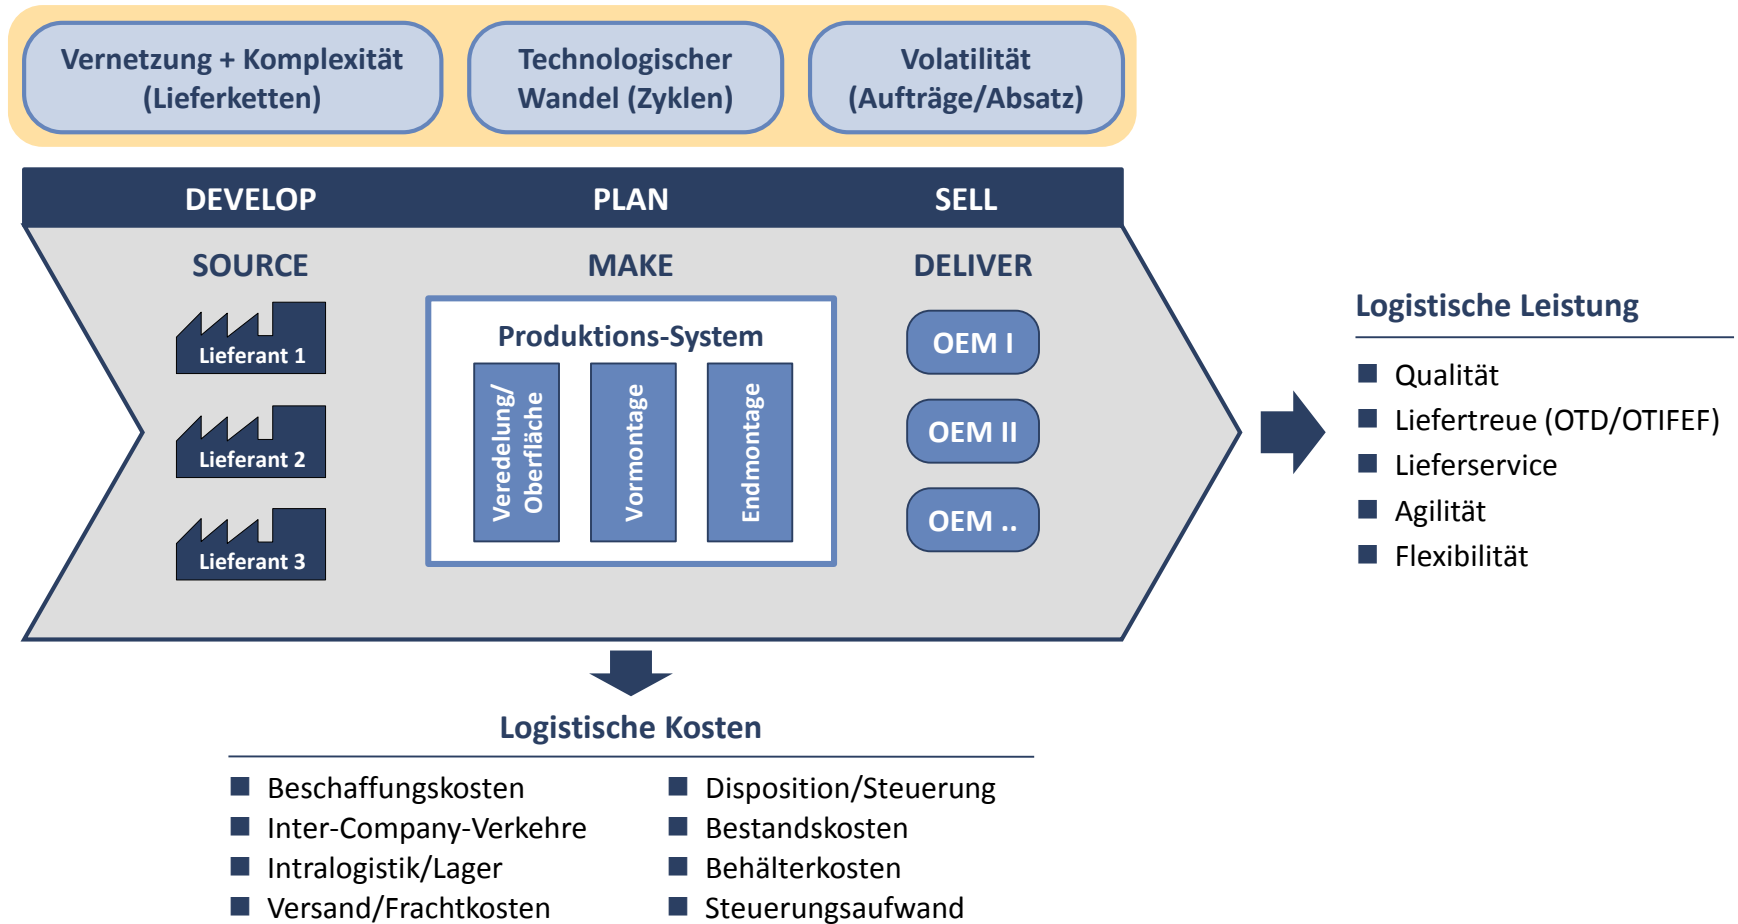 Vernetzung + Komplexität
(Lieferketten)
Technologischer
Wandel (Zyklen)
Volatilität
(Aufträge/Absatz)
DEVELOP
PLAN
SELL
SOURCE
MAKE
DELIVER
Lieferant 1
Lieferant 2
Lieferant 3
Produktions-System
Veredelung/
Oberfläche
Vormontage
Endmontage
OEM I
OEM II
OEM ..
Logistische Leistung
Qualität
Liefertreue (OTD/OTIFEF)
Lieferservice
Agilität
Flexibilität
Logistische Kosten
Beschaffungskosten
Inter-Company-Verkehre
Intralogistik/Lager
Versand/Frachtkosten
Disposition/Steuerung
Bestandskosten
Behälterkosten
Steuerungsaufwand